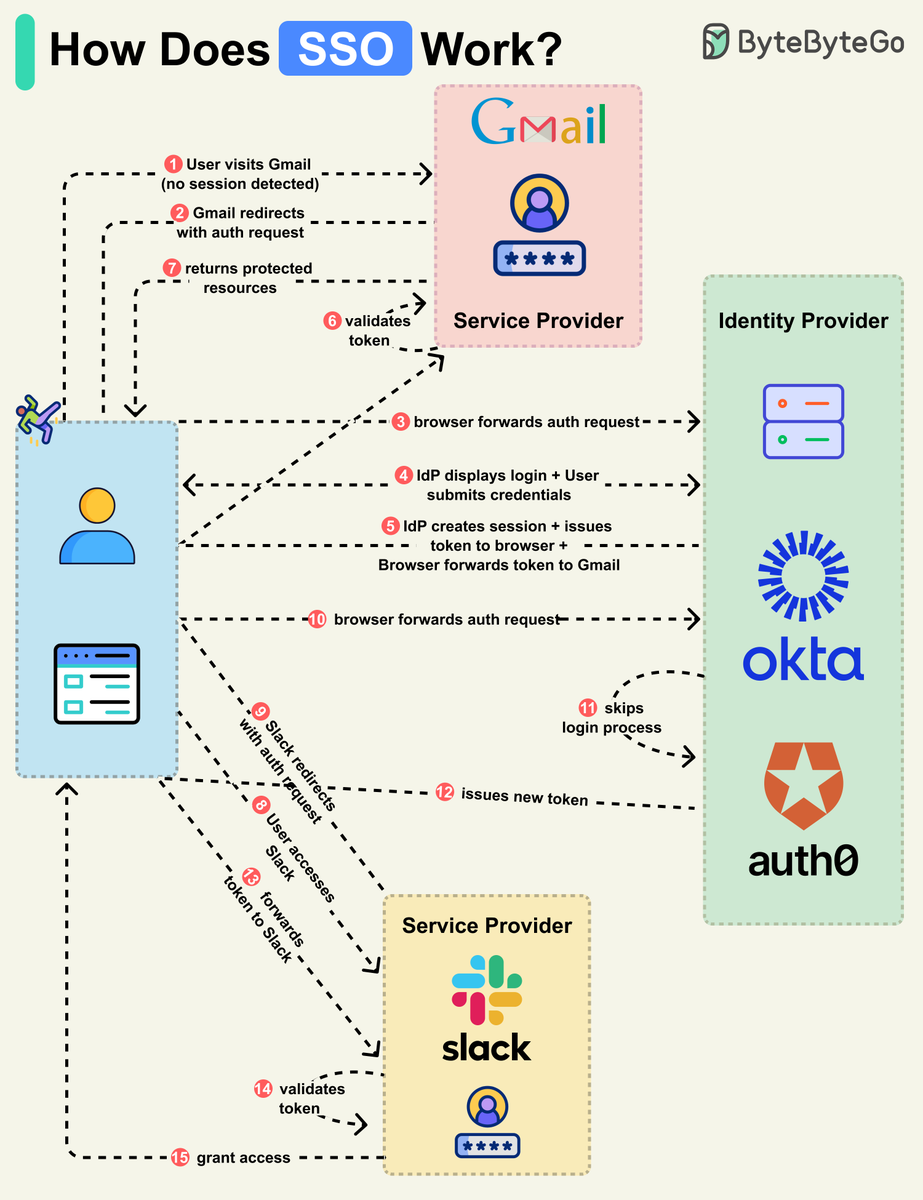 How Does SSO Work?
ByteByteGo
Gmail
****
Service Provider
1 User visits Gmail
(no session detected)
2 Gmail redirects
with auth request
7 returns protected
resources
6 validates
token
Identity Provider
3 browser forwards auth request
4 IdP displays login + User
submits credentials
5 IdP creates session + issues
token to browser +
Browser forwards token to Gmail
okta
10 browser forwards auth request
11 skips
login process
9 Slack redirects
with auth request
12 issues new token
8 User accesses
Slack
auth0
13 forwards
token to Slack
Service Provider
slack
14 validates
token
****
15 grant access